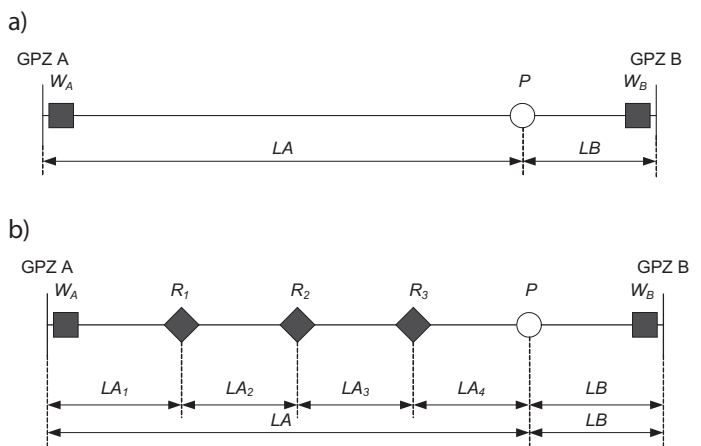 a)
GPZ A GPZ B
W_A P W_B
LA LB
b)
GPZ A GPZ B
W_A R_1 R_2 R_3 P W_B
LA_1 LA_2 LA_3 LA_4 LB
LA LB